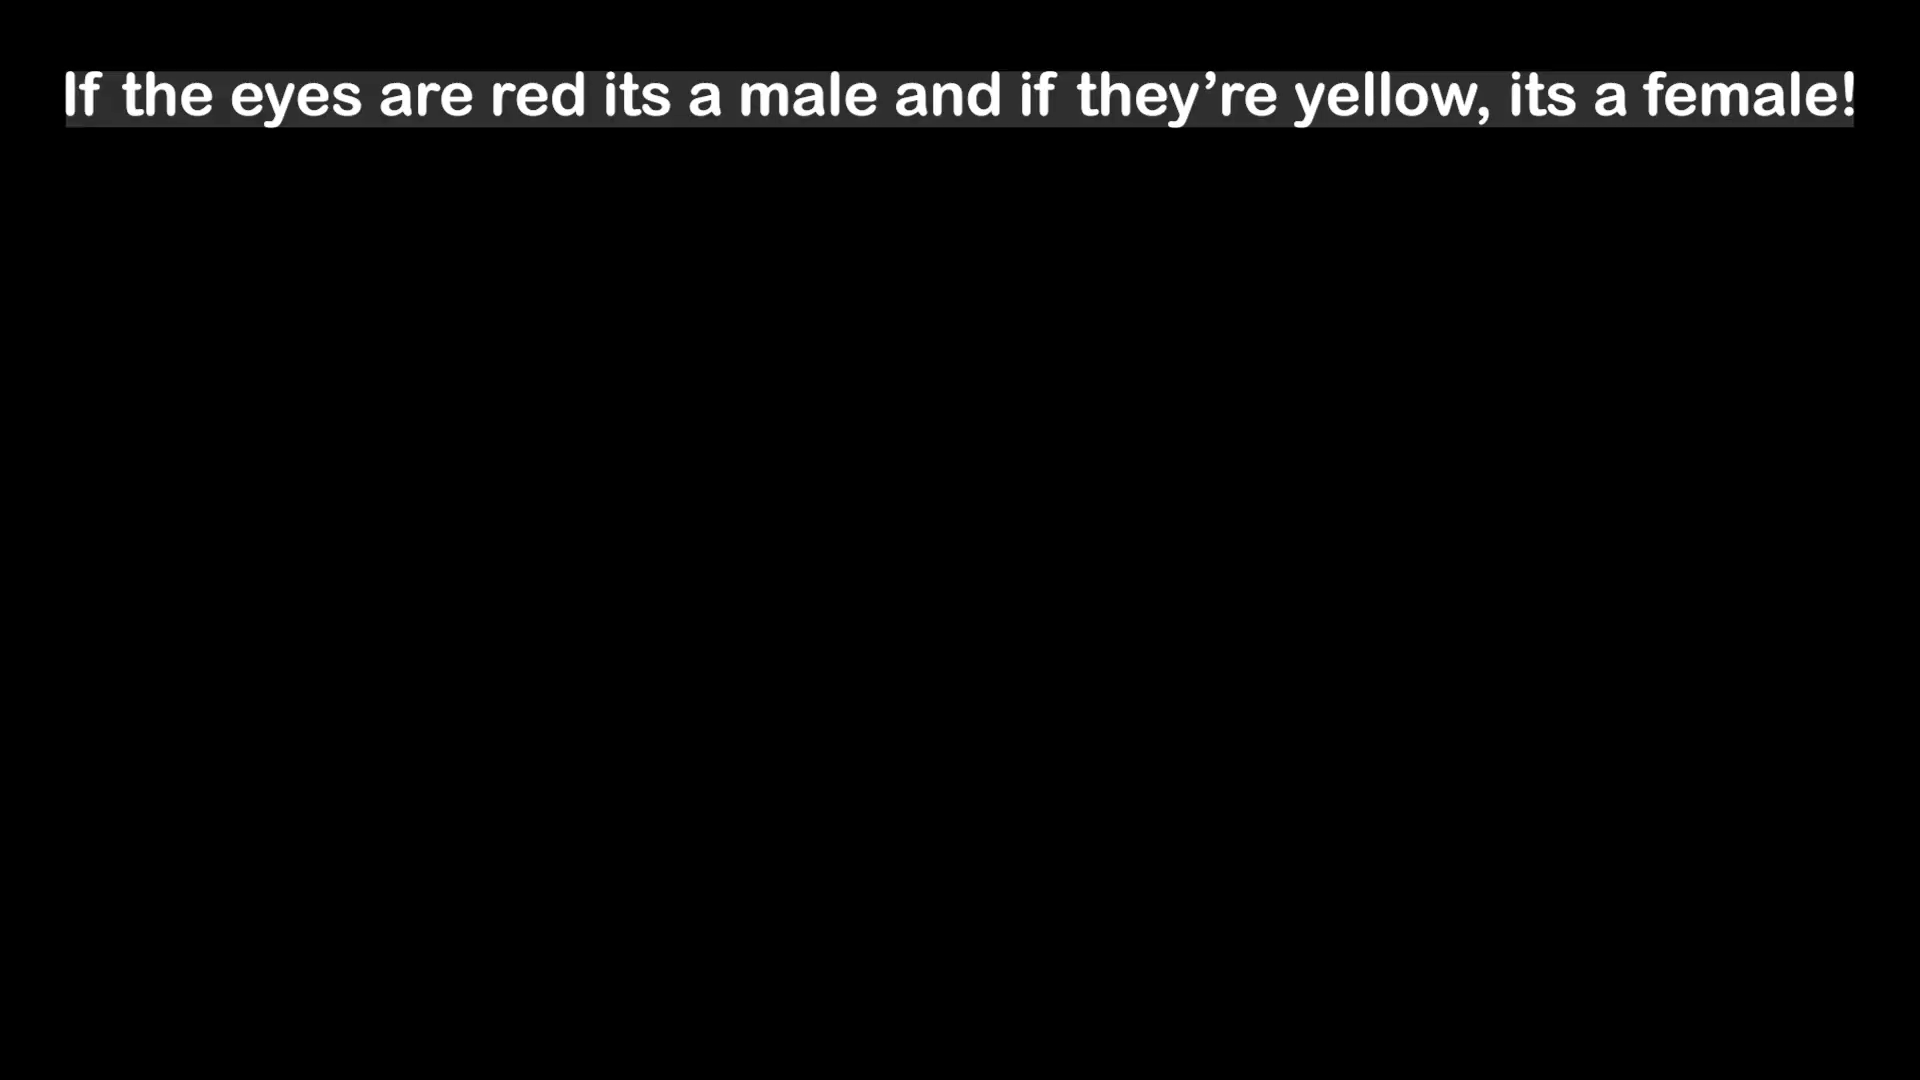 If the eyes are red its a male and if they’re yellow, its a female!